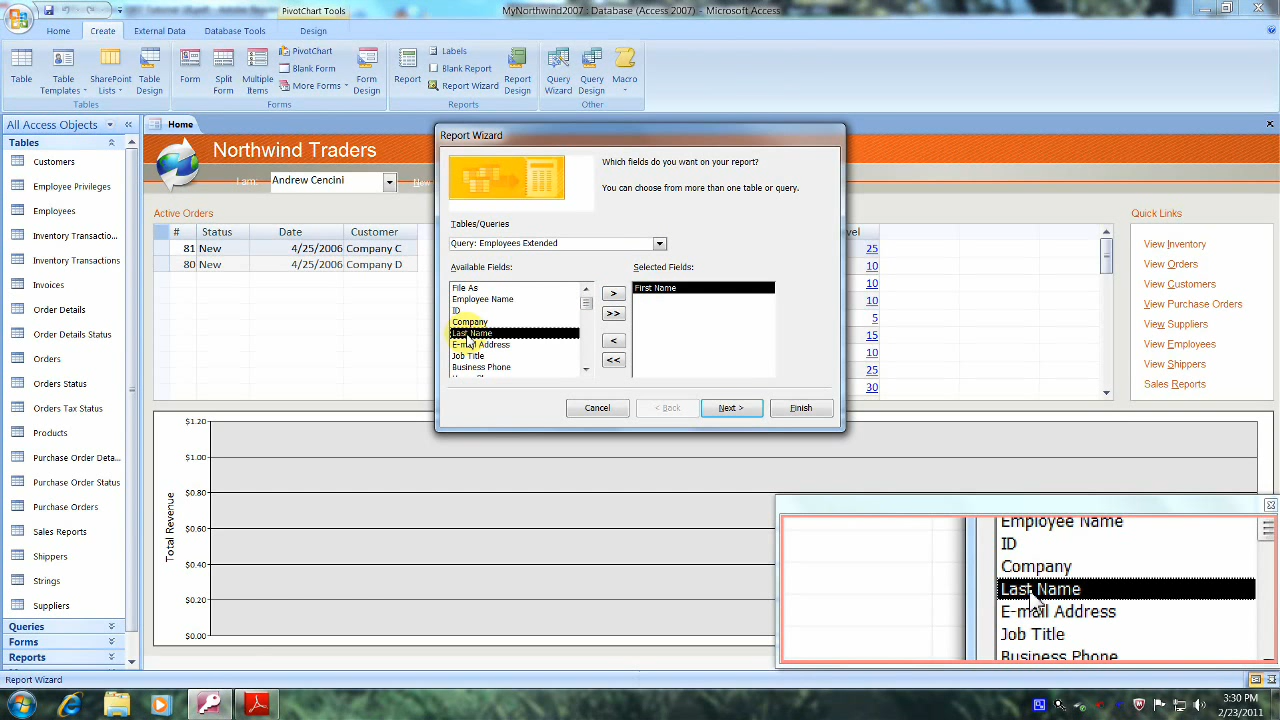 PivotChart Tools
MyNorthwind2007 : Database (Access 2007) - Microsoft Access
Home Create External Data Database Tools Design
Table
Table Templates
SharePoint Lists
Table Design
Tables
Form
Split Form
Multiple Items
PivotChart
Blank Form
More Forms
Form Design
Forms
Report
Labels
Blank Report
Report Wizard
Report Design
Reports
Query Wizard
Query Design
Macro
Other
All Access Objects
Tables
Customers
Employee Privileges
Employees
Inventory Transactio...
Inventory Transactions
Invoices
Order Details
Order Details Status
Orders
Orders Status
Orders Tax Status
Products
Purchase Order Deta...
Purchase Order Status
Purchase Orders
Sales Reports
Shippers
Strings
Suppliers
Queries
Forms
Reports
Home
Northwind Traders
I am: Andrew Cencini
New
Active Orders
# Status Date Customer
81 New 4/25/2006 Company C
80 New 4/25/2006 Company D
Report Wizard
Which fields do you want on your report?
You can choose from more than one table or query.
Tables/Queries
Query: Employees Extended
Available Fields:
File As
Employee Name
ID
Company
Last Name
E-mail Address
Job Title
Business Phone
>
>>
<
<<
Selected Fields:
First Name
Cancel
< Back
Next >
Finish
vel
25
10
10
5
15
10
25
30
Quick Links
View Inventory
View Orders
View Customers
View Purchase Orders
View Suppliers
View Employees
View Shippers
Sales Reports
Total Revenue
$1.20
$1.00
$0.80
$0.60
$0.40
$0.20
$0.00
Employee Name
ID
Company
Last Name
E-mail Address
Job Title
Business Phone
Report Wizard
3:30 PM
2/23/2011